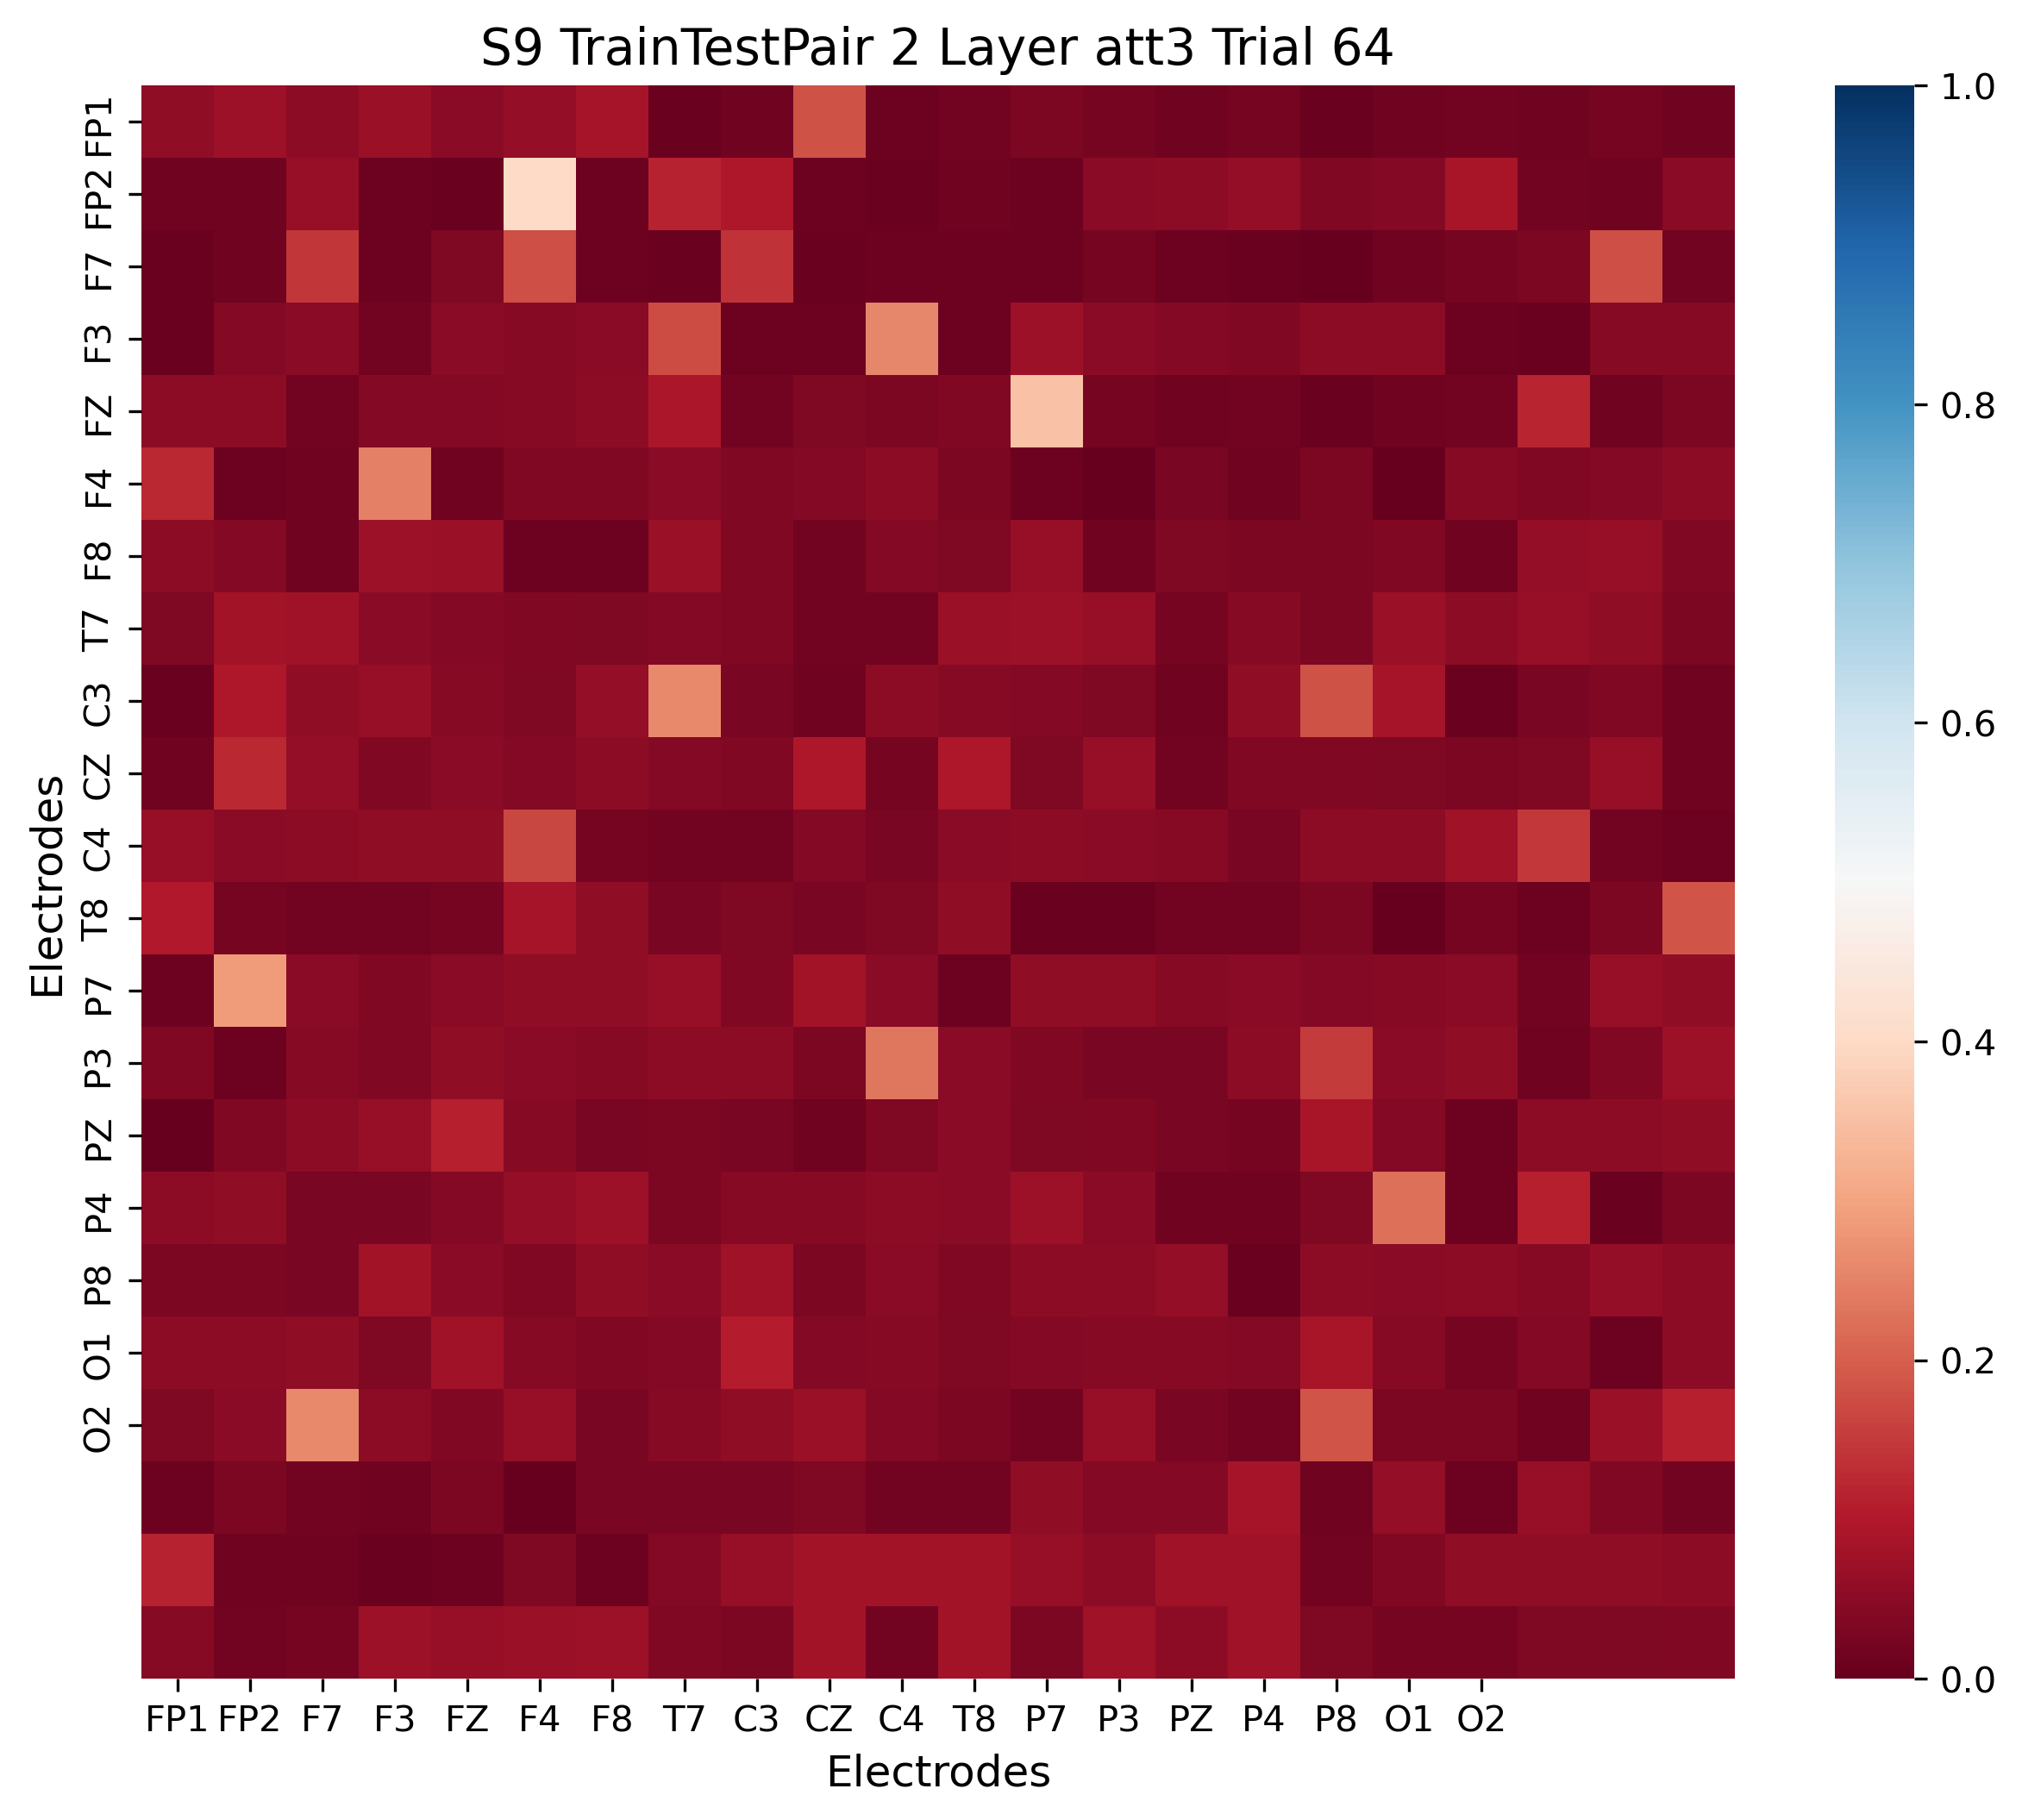 S9 TrainTestPair 2 Layer att3 Trial 64
Electrodes
FP1
FP2
F7
F3
FZ
F4
F8
T7
C3
CZ
C4
T8
P7
P3
PZ
P4
P8
O1
O2
FP1 FP2 F7 F3 FZ F4 F8 T7 C3 CZ C4 T8 P7 P3 PZ P4 P8 O1 O2
Electrodes
1.0
0.8
0.6
0.4
0.2
0.0